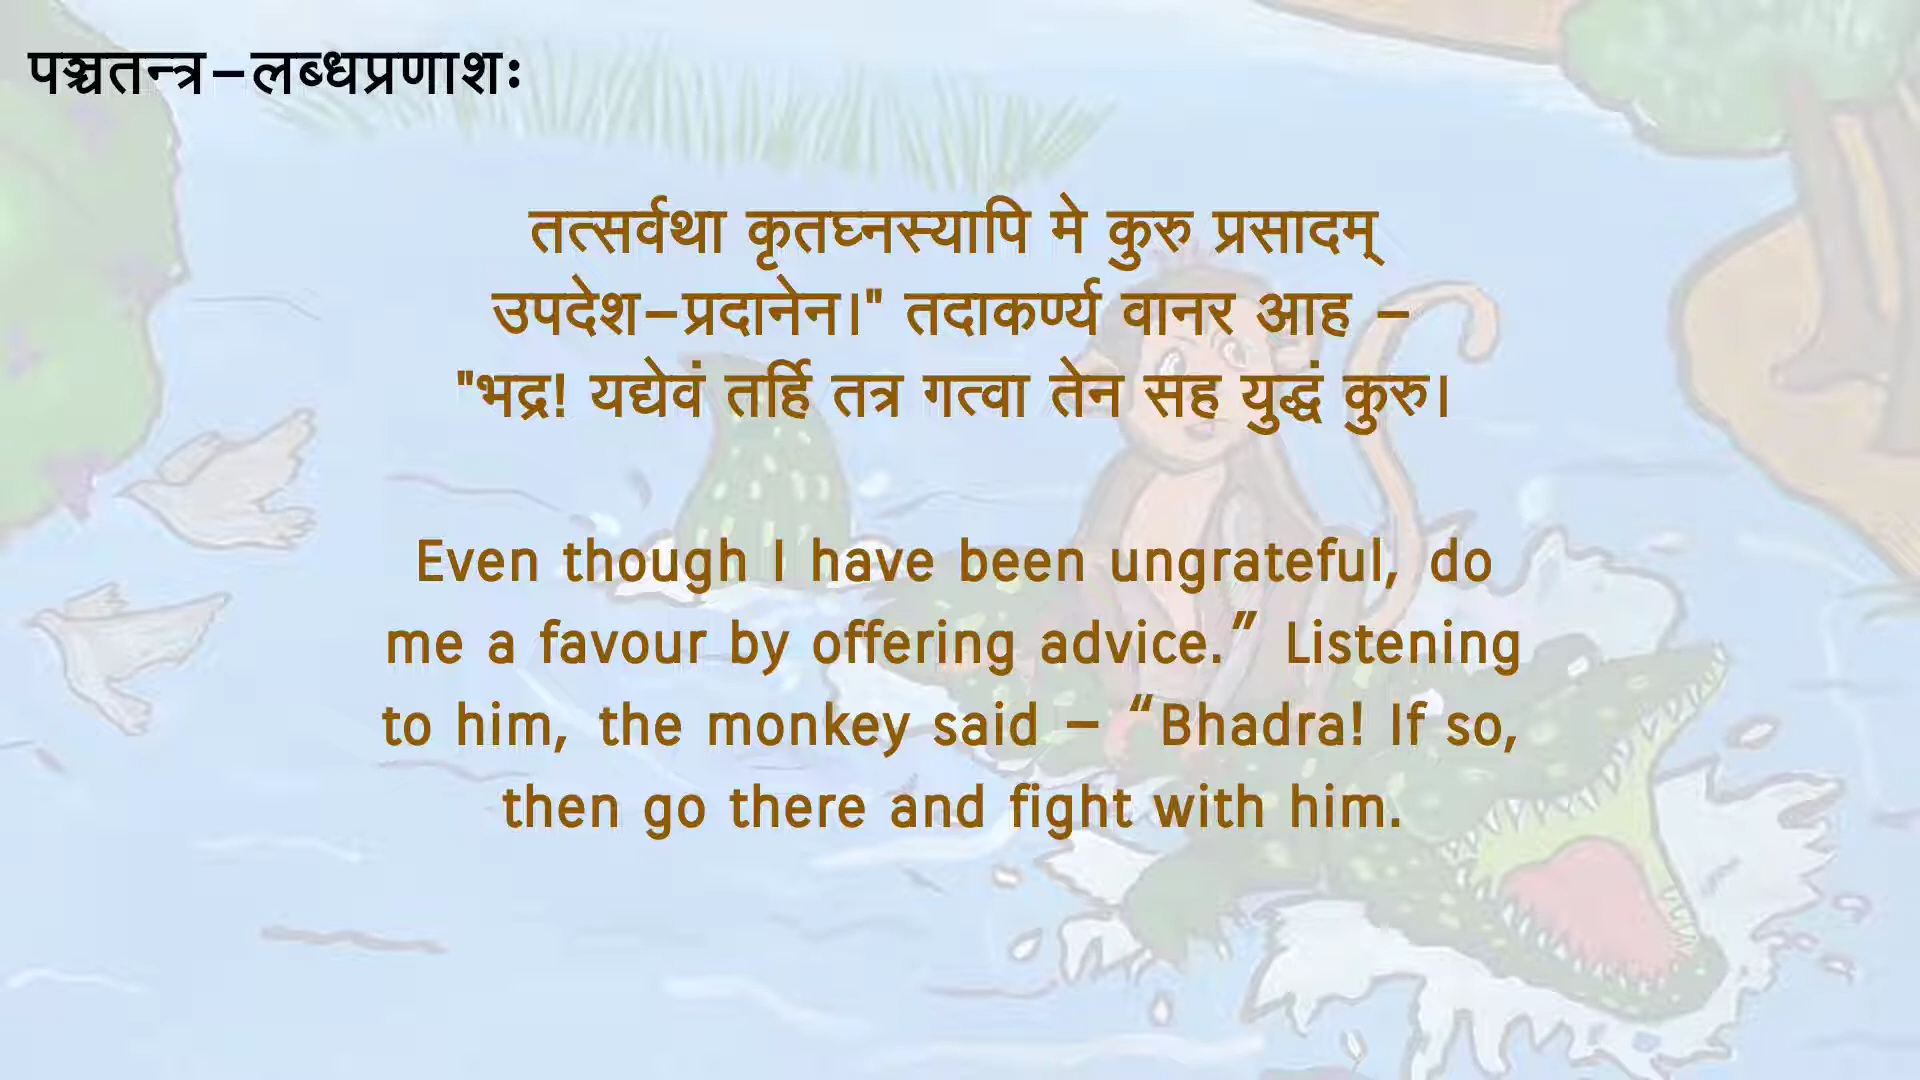 पञ्चतन्त्र-लब्धप्रणाशः
तत्सर्वथा कृतघ्नस्यापि मे कुरु प्रसादम्
उपदेश-प्रदानेन।" तदाकर्ण्य वानर आह -
"भद्र! यद्येवं तर्हि तत्र गत्वा तेन सह युद्धं कुरु।
Even though I have been ungrateful, do
me a favour by offering advice.” Listening
to him, the monkey said – “Bhadra! If so,
then go there and fight with him.